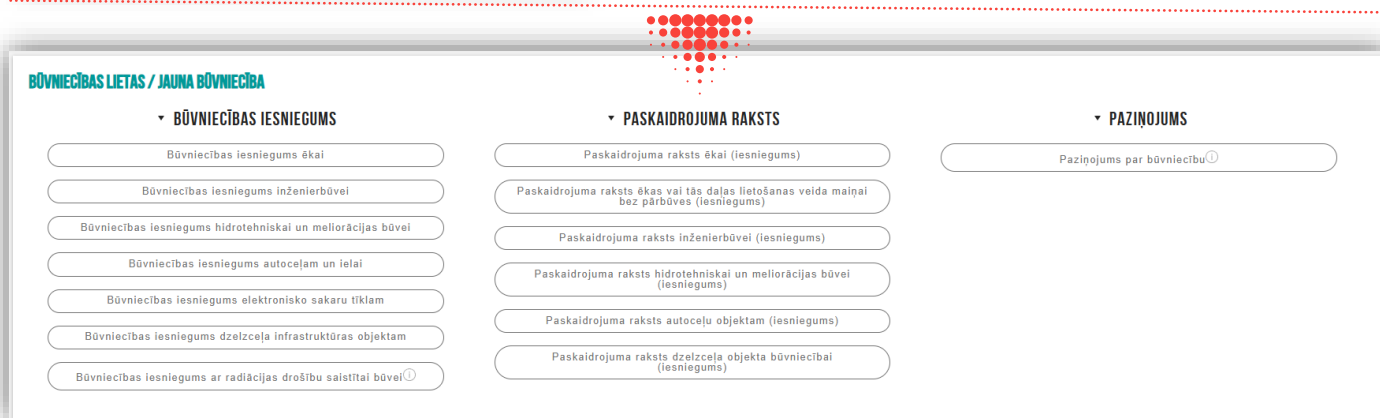 BŪVNIECĪBAS LIETAS / JAUNA BŪVNIECĪBA
BŪVNIECĪBAS IESNIEGUMS
Būvniecības iesniegums ēkai
Būvniecības iesniegums inženierbūvei
Būvniecības iesniegums hidrotehniskai un meliorācijas būvei
Būvniecības iesniegums autoceļam un ielai
Būvniecības iesniegums elektronisko sakaru tīklam
Būvniecības iesniegums dzelzceļa infrastruktūras objektam
Būvniecības iesniegums ar radiācijas drošību saistītai būvei
PASKAIDROJUMA RAKSTS
Paskaidrojuma raksts ēkai (iesniegums)
Paskaidrojuma raksts ēkas vai tās daļas lietošanas veida maiņai
bez pārbūves (iesniegums)
Paskaidrojuma raksts inženierbūvei (iesniegums)
Paskaidrojuma raksts hidrotehniskai un meliorācijas būvei
(iesniegums)
Paskaidrojuma raksts autoceļu objektam (iesniegums)
Paskaidrojuma raksts dzelzceļa objekta būvniecībai
(iesniegums)
PAZIŅOJUMS
Paziņojums par būvniecību